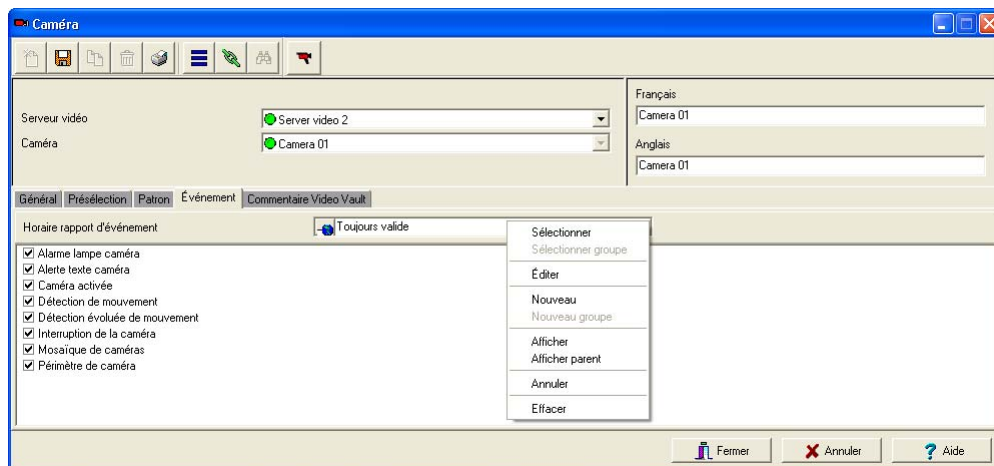 Caméra
Français
Serveur vidéo Server video 2 Camera 01
Caméra Camera 01 Anglais
Camera 01
Général Présélection Patron Événement Commentaire Video Vault
Horaire rapport d'événement Toujours valide
Alarme lampe caméra
Alerte texte caméra
Caméra activée
Détection de mouvement
Détection évoluée de mouvement
Interruption de la caméra
Mosaïque de caméras
Périmètre de caméra
Sélectionner
Sélectionner groupe
Éditer
Nouveau
Nouveau groupe
Afficher
Afficher parent
Annuler
Effacer
Fermer Annuler Aide